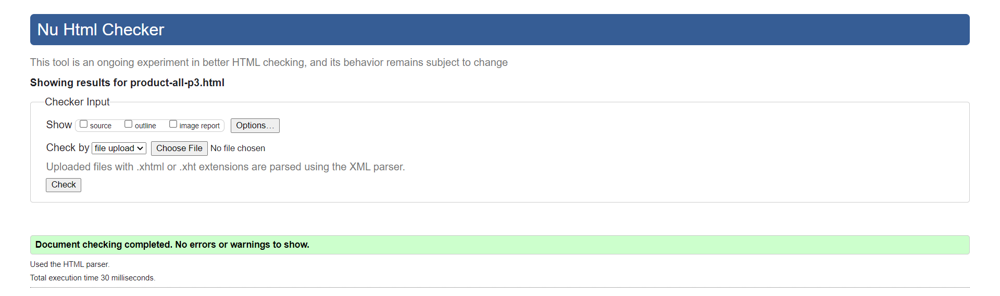 Nu Html Checker
This tool is an ongoing experiment in better HTML checking, and its behavior remains subject to change
Showing results for product-all-p3.html
Checker Input
Show source outline image report Options…
Check by file upload Choose File No file chosen
Uploaded files with .xhtml or .xht extensions are parsed using the XML parser.
Check
Document checking completed. No errors or warnings to show.
Used the HTML parser.
Total execution time 30 milliseconds.